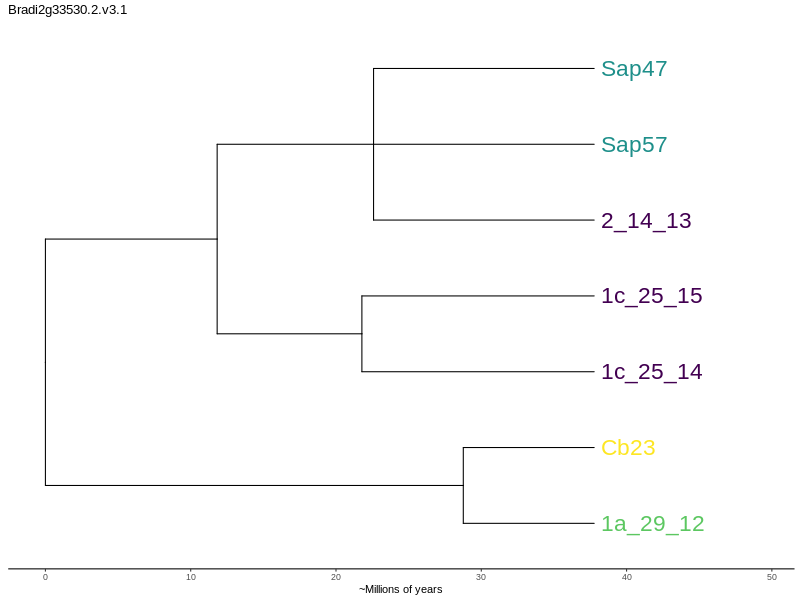 Bradi2g33530.2.v3.1
Sap47
Sap57
2_14_13
1c_25_15
1c_25_14
Cb23
1a_29_12
0 10 20 30 40 50
~Millions of years